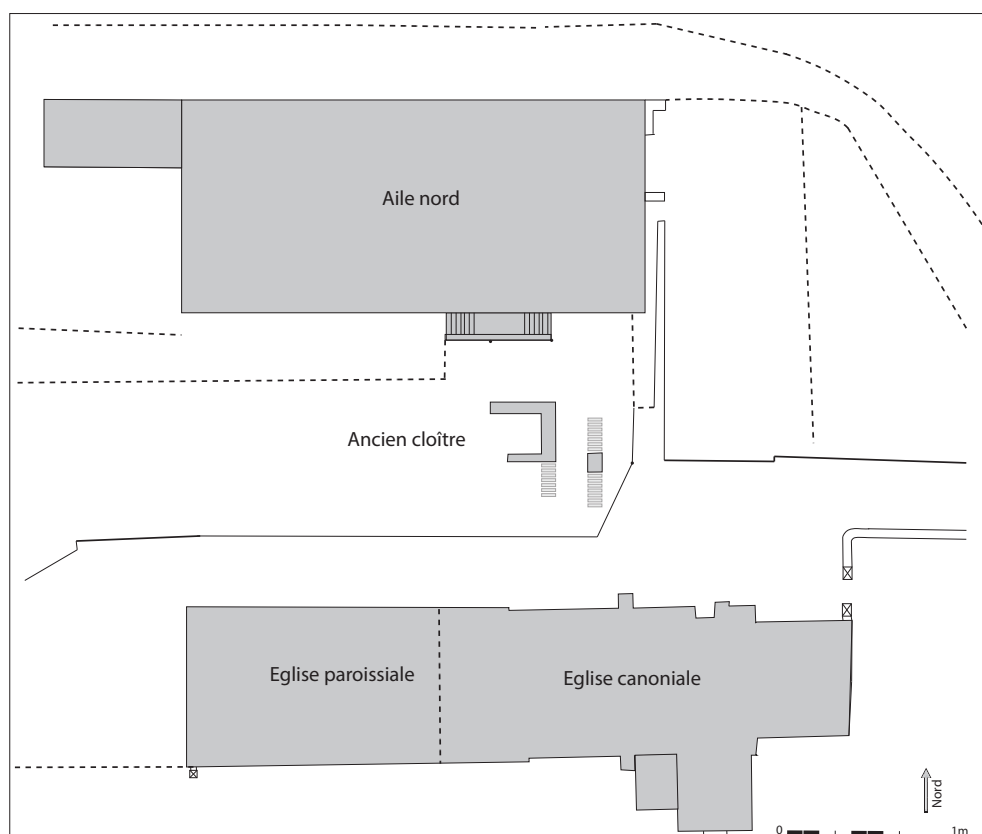 Aile nord
Ancien cloître
Eglise paroissiale
Eglise canoniale
Nord
0 1m